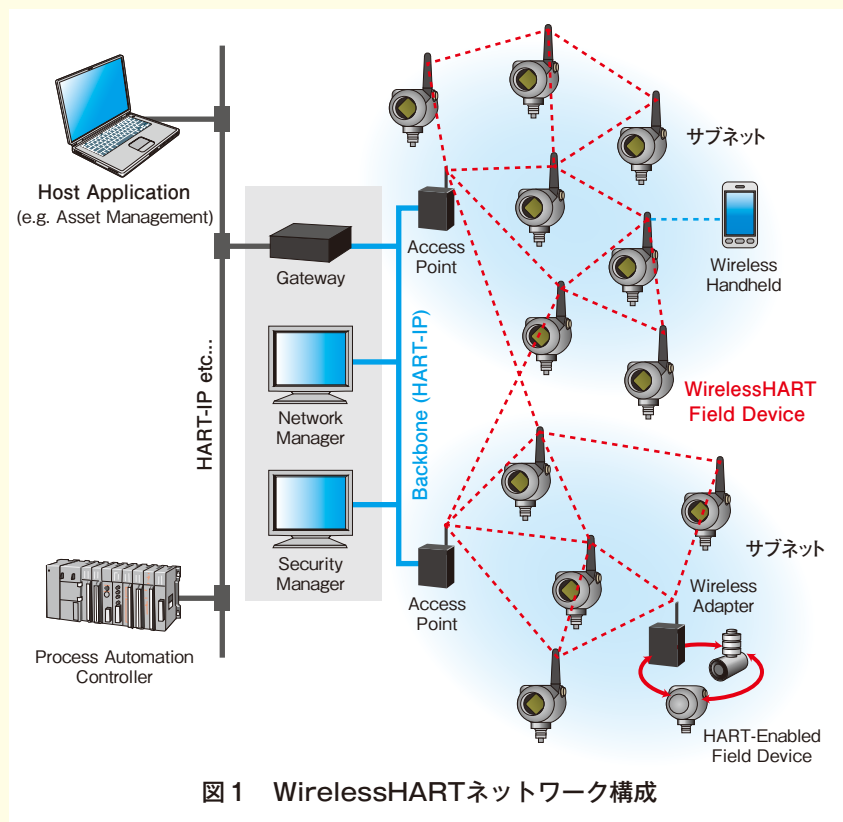 Host Application
(e.g. Asset Management)
Gateway
Network
Manager
Security
Manager
HART-IP etc...
Backbone (HART-IP)
Process Automation
Controller
Access
Point
Access
Point
サブネット
Wireless
Handheld
WirelessHART
Field Device
サブネット
Wireless
Adapter
HART-Enabled
Field Device
図1 WirelessHARTネットワーク構成